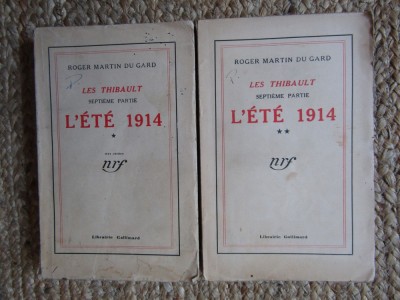 ROGER MARTIN DU GARD
LES THIBAULT
SEPTIÈME PARTIE
L'ÉTÉ 1914
*
nrf
Librairie Gallimard
ROGER MARTIN DU GARD
LES THIBAULT
SEPTIÈME PARTIE
L'ÉTÉ 1914
**
nrf
Librairie Gallimard